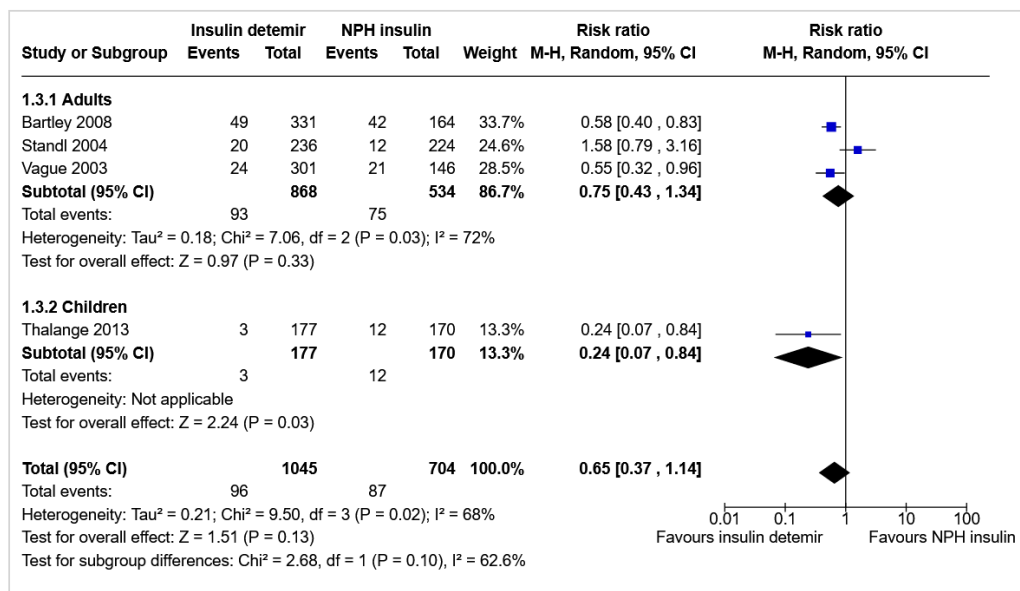 Insulin detemir NPH insulin Risk ratio Risk ratio
Study or Subgroup Events Total Events Total Weight M-H, Random, 95% CI M-H, Random, 95% CI
1.3.1 Adults
Bartley 2008 49 331 42 164 33.7% 0.58 [0.40 , 0.83]
Standl 2004 20 236 12 224 24.6% 1.58 [0.79 , 3.16]
Vague 2003 24 301 21 146 28.5% 0.55 [0.32 , 0.96]
Subtotal (95% CI) 868 534 86.7% 0.75 [0.43 , 1.34]
Total events: 93 75
Heterogeneity: Tau² = 0.18; Chi² = 7.06, df = 2 (P = 0.03); I² = 72%
Test for overall effect: Z = 0.97 (P = 0.33)
1.3.2 Children
Thalange 2013 3 177 12 170 13.3% 0.24 [0.07 , 0.84]
Subtotal (95% CI) 177 170 13.3% 0.24 [0.07 , 0.84]
Total events: 3 12
Heterogeneity: Not applicable
Test for overall effect: Z = 2.24 (P = 0.03)
Total (95% CI) 1045 704 100.0% 0.65 [0.37 , 1.14]
Total events: 96 87
Heterogeneity: Tau² = 0.21; Chi² = 9.50, df = 3 (P = 0.02); I² = 68%
Test for overall effect: Z = 1.51 (P = 0.13)
Test for subgroup differences: Chi² = 2.68, df = 1 (P = 0.10), I² = 62.6%
0.01 0.1 1 10 100
Favours insulin detemir Favours NPH insulin